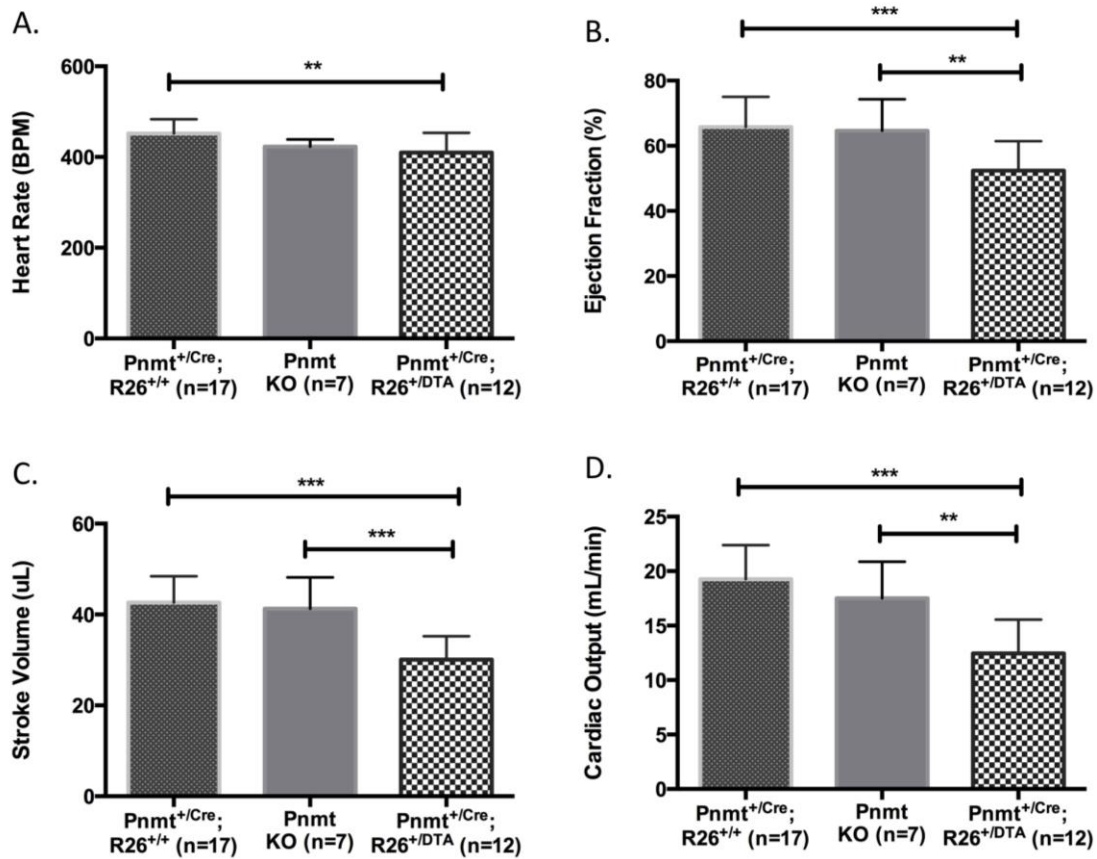 A.
**
600
400
200
0
Heart Rate (BPM)
Pnmt+/Cre; Pnmt Pnmt+/Cre;
R26+/+ (n=17) KO (n=7) R26+/DTA (n=12)
B.
***
**
80
60
40
20
0
Ejection Fraction (%)
Pnmt+/Cre; Pnmt Pnmt+/Cre;
R26+/+ (n=17) KO (n=7) R26+/DTA (n=12)
C.
***
***
60
40
20
0
Stroke Volume (uL)
Pnmt+/Cre; Pnmt Pnmt+/Cre;
R26+/+ (n=17) KO (n=7) R26+/DTA (n=12)
D.
***
**
25
20
15
10
5
0
Cardiac Output (mL/min)
Pnmt+/Cre; Pnmt Pnmt+/Cre;
R26+/+ (n=17) KO (n=7) R26+/DTA (n=12)